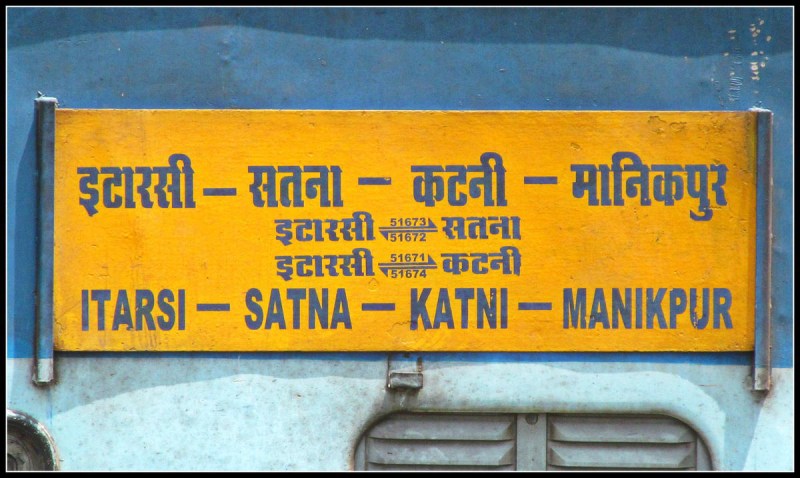 इटारसी – सतना – कटनी – मानिकपुर
इटारसी 51673 51672 सतना
इटारसी 51671 51674 कटनी
ITARSI – SATNA – KATNI – MANIKPUR